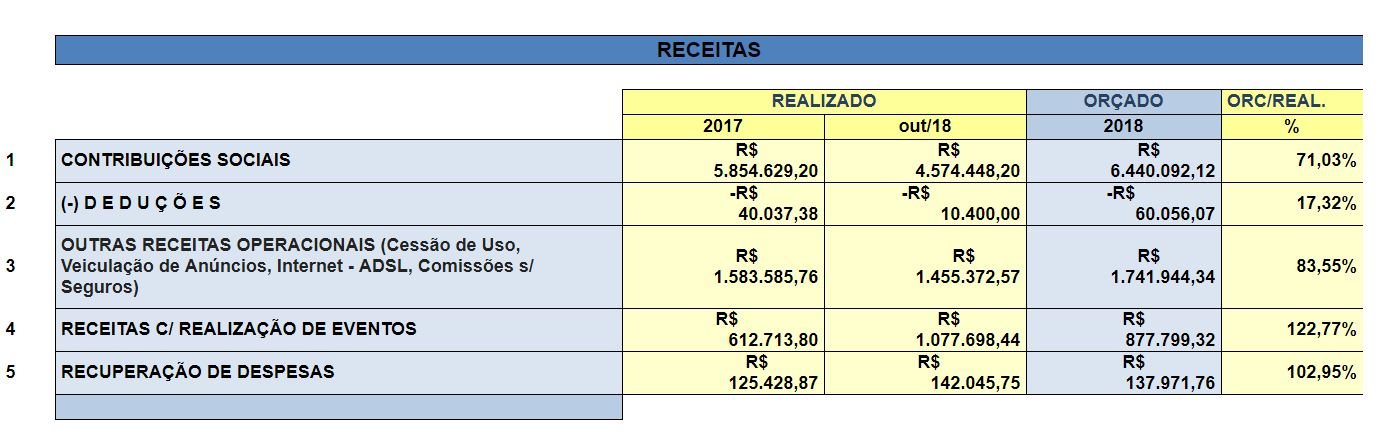 RECEITAS
REALIZADO ORÇADO ORC/REAL.
2017 out/18 2018 %
1 CONTRIBUIÇÕES SOCIAIS R$ 5.854.629,20 R$ 4.574.448,20 R$ 6.440.092,12 71,03%
2 (-) D E D U Ç Õ E S -R$ 40.037,38 -R$ 10.400,00 -R$ 60.056,07 17,32%
3 OUTRAS RECEITAS OPERACIONAIS (Cessão de Uso,
Veiculação de Anúncios, Internet - ADSL, Comissões s/
Seguros) R$ 1.583.585,76 R$ 1.455.372,57 R$ 1.741.944,34 83,55%
4 RECEITAS C/ REALIZAÇÃO DE EVENTOS R$ 612.713,80 R$ 1.077.698,44 R$ 877.799,32 122,77%
5 RECUPERAÇÃO DE DESPESAS R$ 125.428,87 R$ 142.045,75 R$ 137.971,76 102,95%